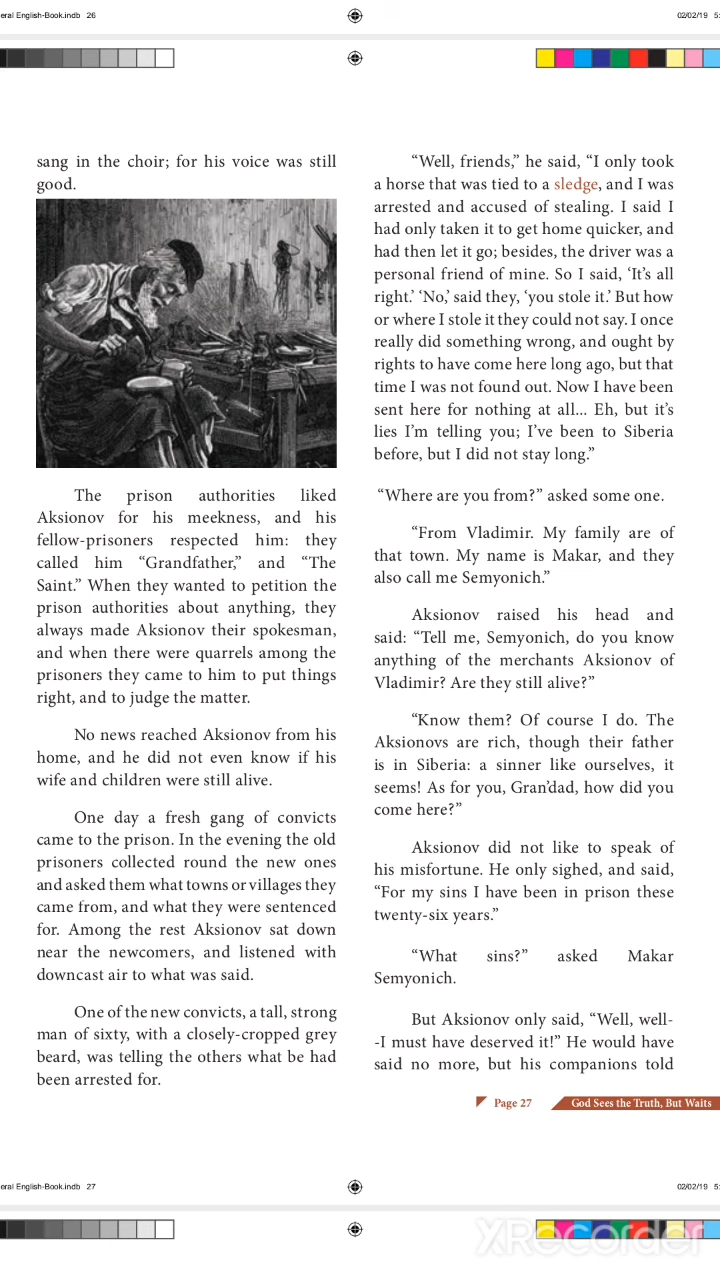 eral English-Book.indb 26
02/02/19 5:
sang in the choir; for his voice was still
good.
The prison authorities liked
Aksionov for his meekness, and his
fellow-prisoners respected him: they
called him “Grandfather,” and “The
Saint.” When they wanted to petition the
prison authorities about anything, they
always made Aksionov their spokesman,
and when there were quarrels among the
prisoners they came to him to put things
right, and to judge the matter.
No news reached Aksionov from his
home, and he did not even know if his
wife and children were still alive.
One day a fresh gang of convicts
came to the prison. In the evening the old
prisoners collected round the new ones
and asked them what towns or villages they
came from, and what they were sentenced
for. Among the rest Aksionov sat down
near the newcomers, and listened with
downcast air to what was said.
One of the new convicts, a tall, strong
man of sixty, with a closely-cropped grey
beard, was telling the others what be had
been arrested for.
“Well, friends,” he said, “I only took
a horse that was tied to a sledge, and I was
arrested and accused of stealing. I said I
had only taken it to get home quicker, and
had then let it go; besides, the driver was a
personal friend of mine. So I said, ‘It’s all
right.’ ‘No,’ said they, ‘you stole it.’ But how
or where I stole it they could not say. I once
really did something wrong, and ought by
rights to have come here long ago, but that
time I was not found out. Now I have been
sent here for nothing at all... Eh, but it’s
lies I’m telling you; I’ve been to Siberia
before, but I did not stay long.”
“Where are you from?” asked some one.
“From Vladimir. My family are of
that town. My name is Makar, and they
also call me Semyonich.”
Aksionov raised his head and
said: “Tell me, Semyonich, do you know
anything of the merchants Aksionov of
Vladimir? Are they still alive?”
“Know them? Of course I do. The
Aksionovs are rich, though their father
is in Siberia: a sinner like ourselves, it
seems! As for you, Gran’dad, how did you
come here?”
Aksionov did not like to speak of
his misfortune. He only sighed, and said,
“For my sins I have been in prison these
twenty-six years.”
“What sins?” asked Makar
Semyonich.
But Aksionov only said, “Well, well-
-I must have deserved it!” He would have
said no more, but his companions told
Page 27
God Sees the Truth, But Waits
eral English-Book.indb 27
02/02/19 5:
XRecorder